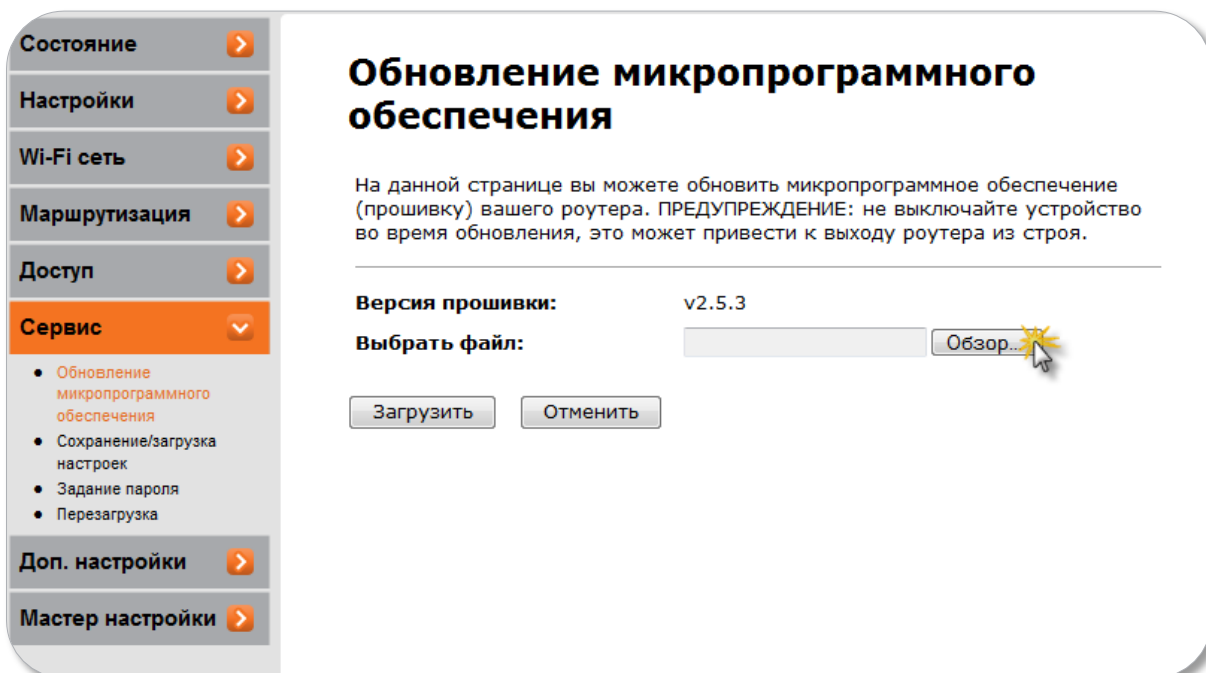 Состояние
Настройки
Wi-Fi сеть
Маршрутизация
Доступ
Сервис
Обновление
микропрограммного
обеспечения
Сохранение/загрузка
настроек
Задание пароля
Перезагрузка
Доп. настройки
Мастер настройки
Обновление микропрограммного
обеспечения
На данной странице вы можете обновить микропрограммное обеспечение
(прошивку) вашего роутера. ПРЕДУПРЕЖДЕНИЕ: не выключайте устройство
во время обновления, это может привести к выходу роутера из строя.
Версия прошивки: v2.5.3
Выбрать файл: Обзор...
Загрузить Отменить